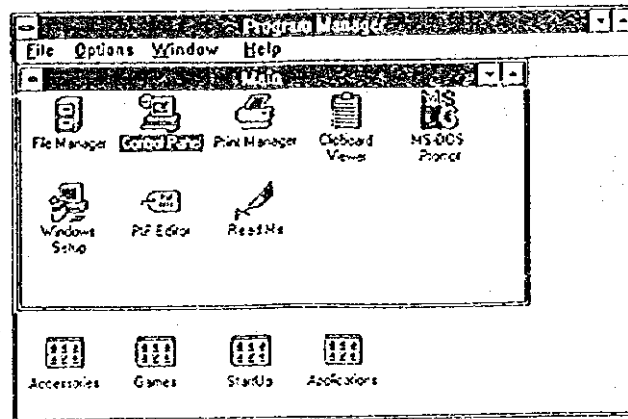 Program Manager
File Options Window Help
Main
File Manager Control Panel Print Manager Clipboard Viewer MS-DOS Prompt
Windows Setup PIF Editor Read Me
Accessories Games StartUp Applications